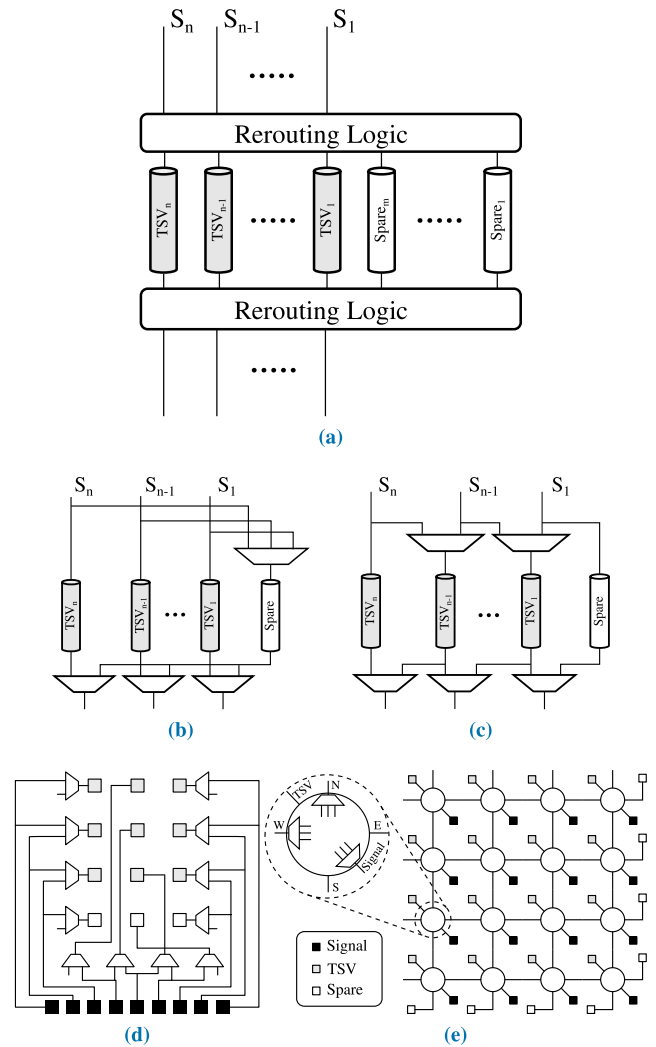 Sn Sn-1 S1
Rerouting Logic
TSVn TSVn-1 TSV1 Sparem Spare1
Rerouting Logic
(a)
Sn Sn-1 S1
TSVn TSVn-1 TSV1 Spare
(b)
Sn Sn-1 S1
TSVn TSVn-1 TSV1 Spare
(c)
TSV N
W E
Signal
S
Signal
TSV
Spare
(d) (e)